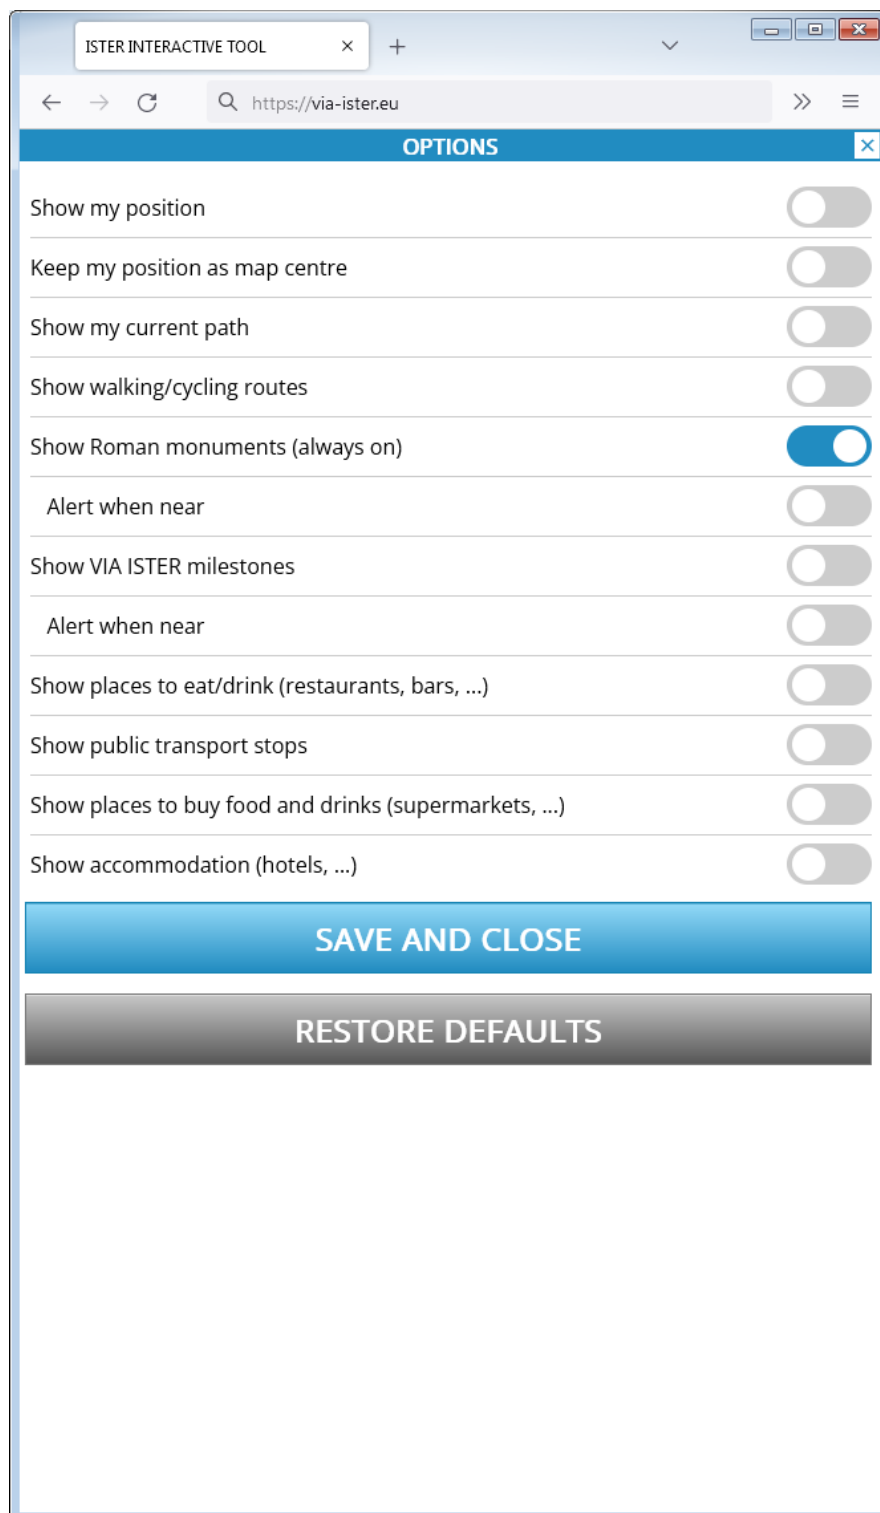 ISTER INTERACTIVE TOOL
https://via-ister.eu
OPTIONS
Show my position
Keep my position as map centre
Show my current path
Show walking/cycling routes
Show Roman monuments (always on)
Alert when near
Show VIA ISTER milestones
Alert when near
Show places to eat/drink (restaurants, bars, ...)
Show public transport stops
Show places to buy food and drinks (supermarkets, ...)
Show accommodation (hotels, ...)
SAVE AND CLOSE
RESTORE DEFAULTS